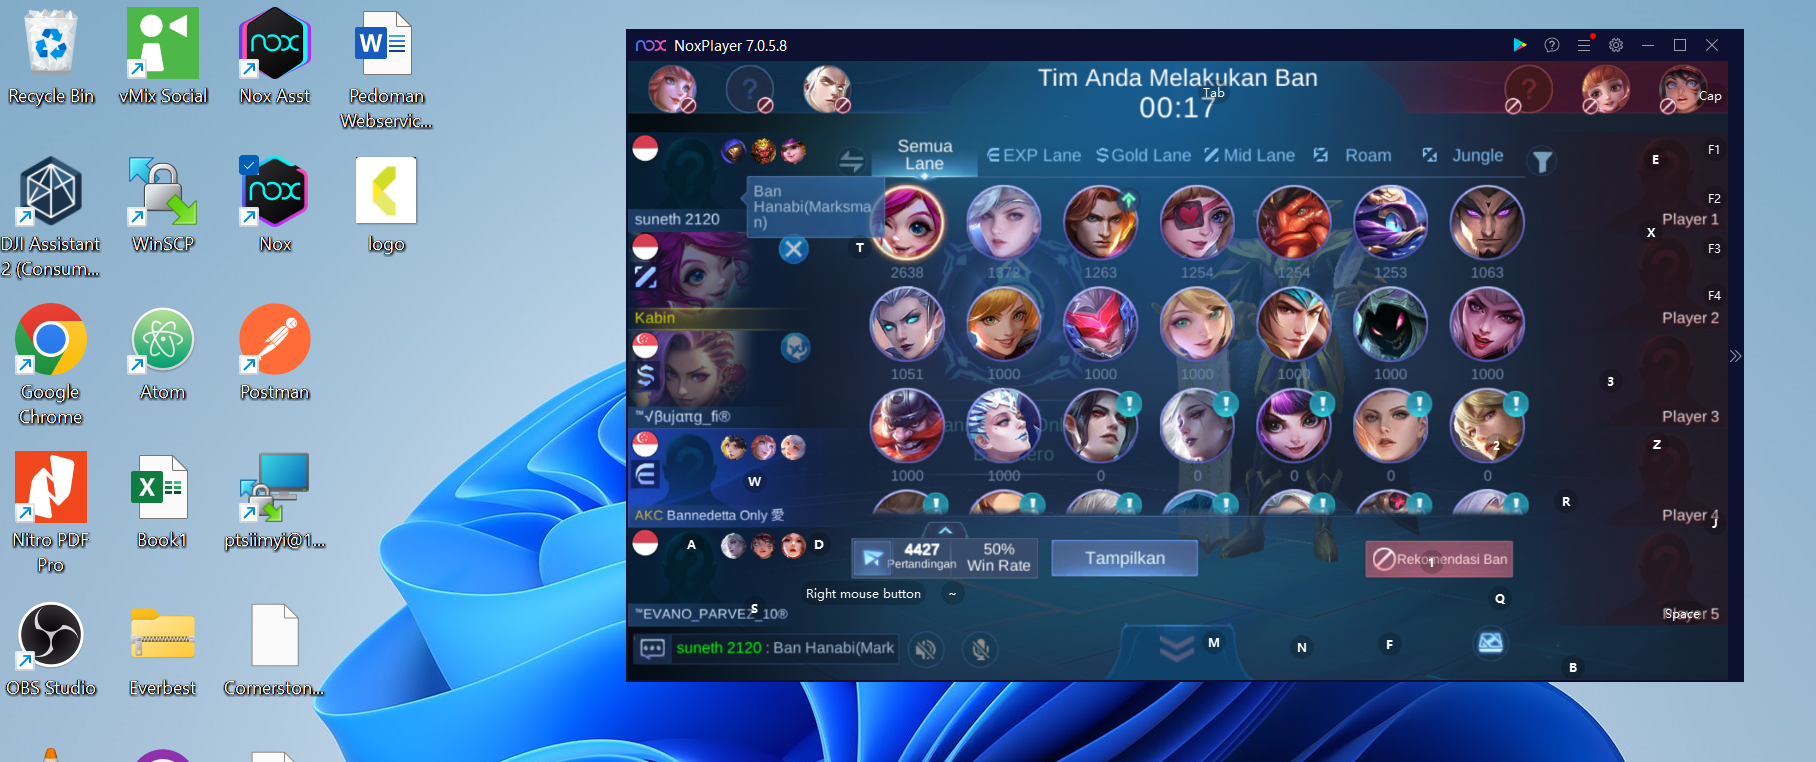 Recycle Bin
vMix Social
Nox Asst
Pedoman
Webservic...
DJI Assistant
2 (Consum...
WinSCP
Nox
logo
Google
Chrome
Atom
Postman
Nitro PDF
Pro
Book1
ptsiimyi@1...
OBS Studio
Everbest
Cornerston...
nox NoxPlayer 7.0.5.8
Tim Anda Melakukan Ban
Tab
00:17
Cap
Semua
Lane
EXP Lane
Gold Lane
Mid Lane
Roam
Jungle
Ban
Hanabi(Marksma
n)
suneth 2120
T
E
F1
F2
Player 1
X
F3
2638 1372 1263 1254 1254 1253 1063
F4
Kabin
Player 2
1051 1000 1000 1000 1000 1000 1000
3
™√βujαπg_fi®
Player 3
2
Z
1000 1000 0 0 0 0 0
W
R
AKC Bannedetta Only 愛
Player 4
J
A
D
4427
Pertandingan
50%
Win Rate
Tampilkan
Rekomendasi Ban
1
Right mouse button
~
Q
S
™EVANO_PARVEZ_10®
Player 5
Space
suneth 2120 : Ban Hanabi(Mark
M
N
F
B